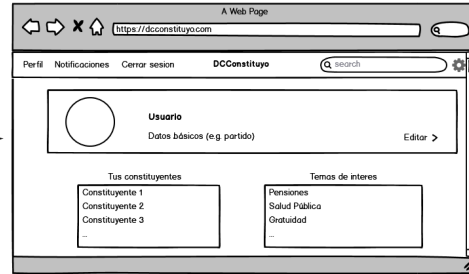 A Web Page
https://dcconstituyo.com
Perfil Notificaciones Cerrar sesion DCConstituyo search
Usuario
Datos básicos (e.g. partido) Editar >
Tus constituyentes
Constituyente 1
Constituyente 2
Constituyente 3
...
Temas de interes
Pensiones
Salud Pública
Gratuidad
...